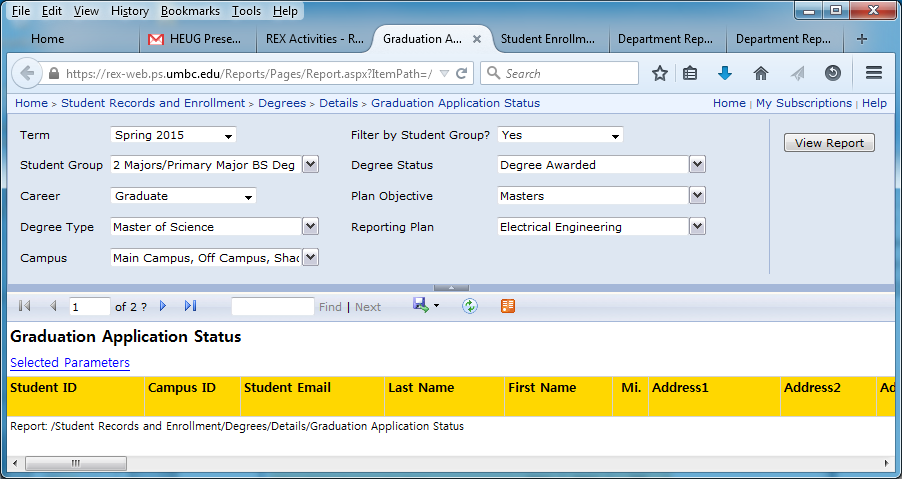 File Edit View History Bookmarks Tools Help
Home HEUG Prese... REX Activities - R... Graduation A... Student Enrollm... Department Rep... Department Rep...
https://rex-web.ps.umbc.edu/Reports/Pages/Report.aspx?ItemPath=/ Search
Home > Student Records and Enrollment > Degrees > Details > Graduation Application Status Home | My Subscriptions | Help
Term Spring 2015 Filter by Student Group? Yes View Report
Student Group 2 Majors/Primary Major BS Deg Degree Status Degree Awarded
Career Graduate Plan Objective Masters
Degree Type Master of Science Reporting Plan Electrical Engineering
Campus Main Campus, Off Campus, Shad
1 of 2 ? Find | Next
Graduation Application Status
Selected Parameters
Student ID Campus ID Student Email Last Name First Name Mi. Address1 Address2 Ad
Report: /Student Records and Enrollment/Degrees/Details/Graduation Application Status